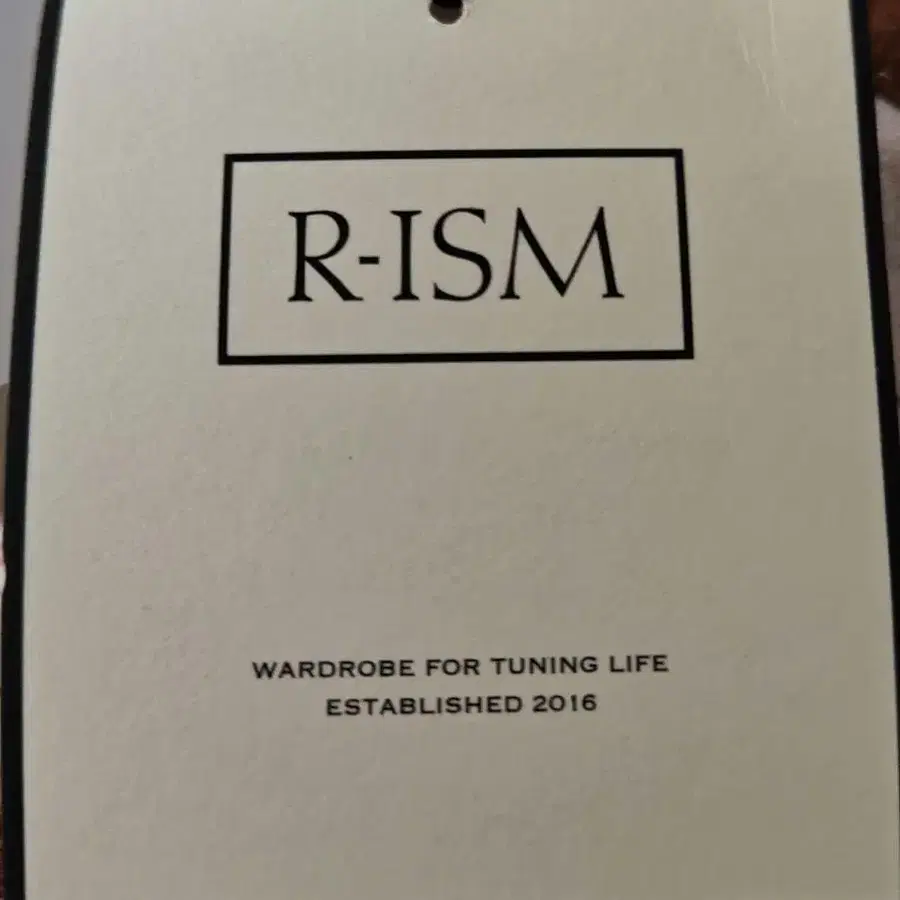 R-ISM
WARDROBE FOR TUNING LIFE
ESTABLISHED 2016